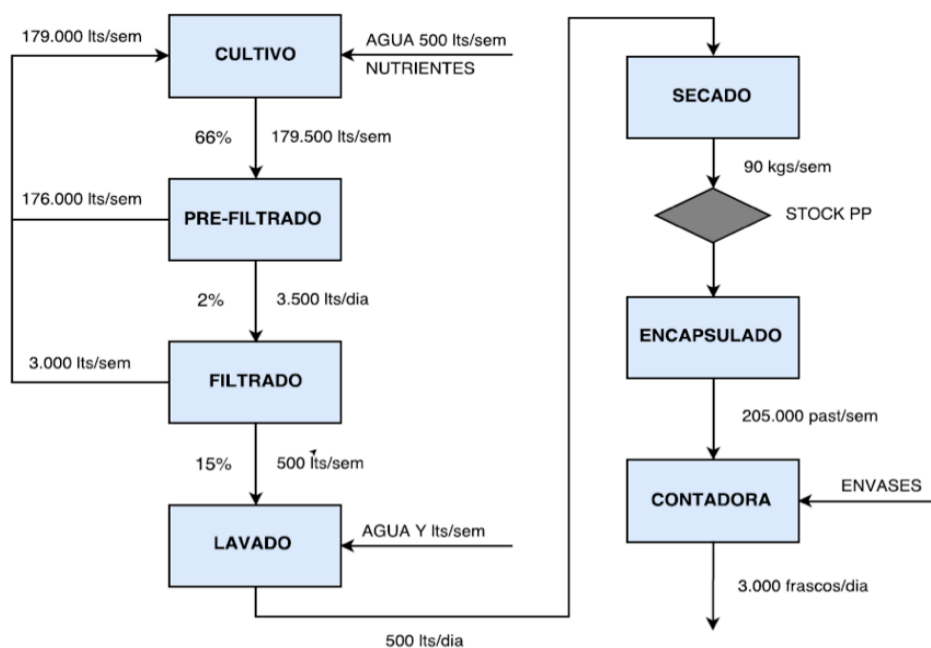 179.000 lts/sem
CULTIVO
AGUA 500 lts/sem
NUTRIENTES
66%
179.500 lts/sem
176.000 lts/sem
PRE-FILTRADO
2%
3.500 lts/dia
3.000 lts/sem
FILTRADO
15%
500 lts/sem
LAVADO
AGUA Y lts/sem
500 lts/dia
SECADO
90 kgs/sem
STOCK PP
ENCAPSULADO
205.000 past/sem
CONTADORA
ENVASES
3.000 frascos/dia